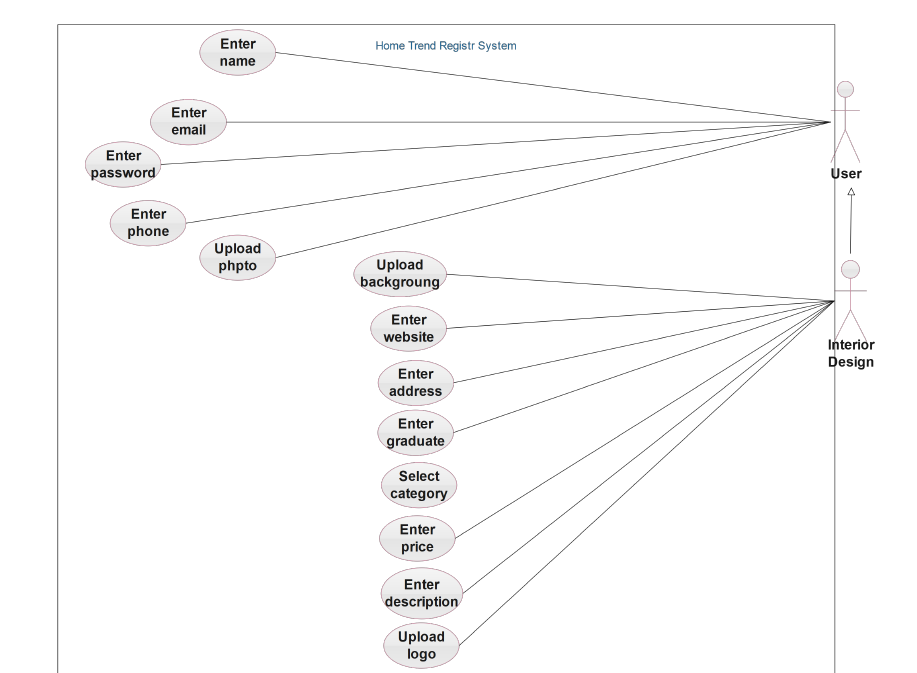 Home Trend Registr System
Enter
name
Enter
email
Enter
password
Enter
phone
Upload
phpto
User
Upload
backgroung
Enter
website
Enter
address
Enter
graduate
Select
category
Enter
price
Enter
description
Upload
logo
Interior
Design